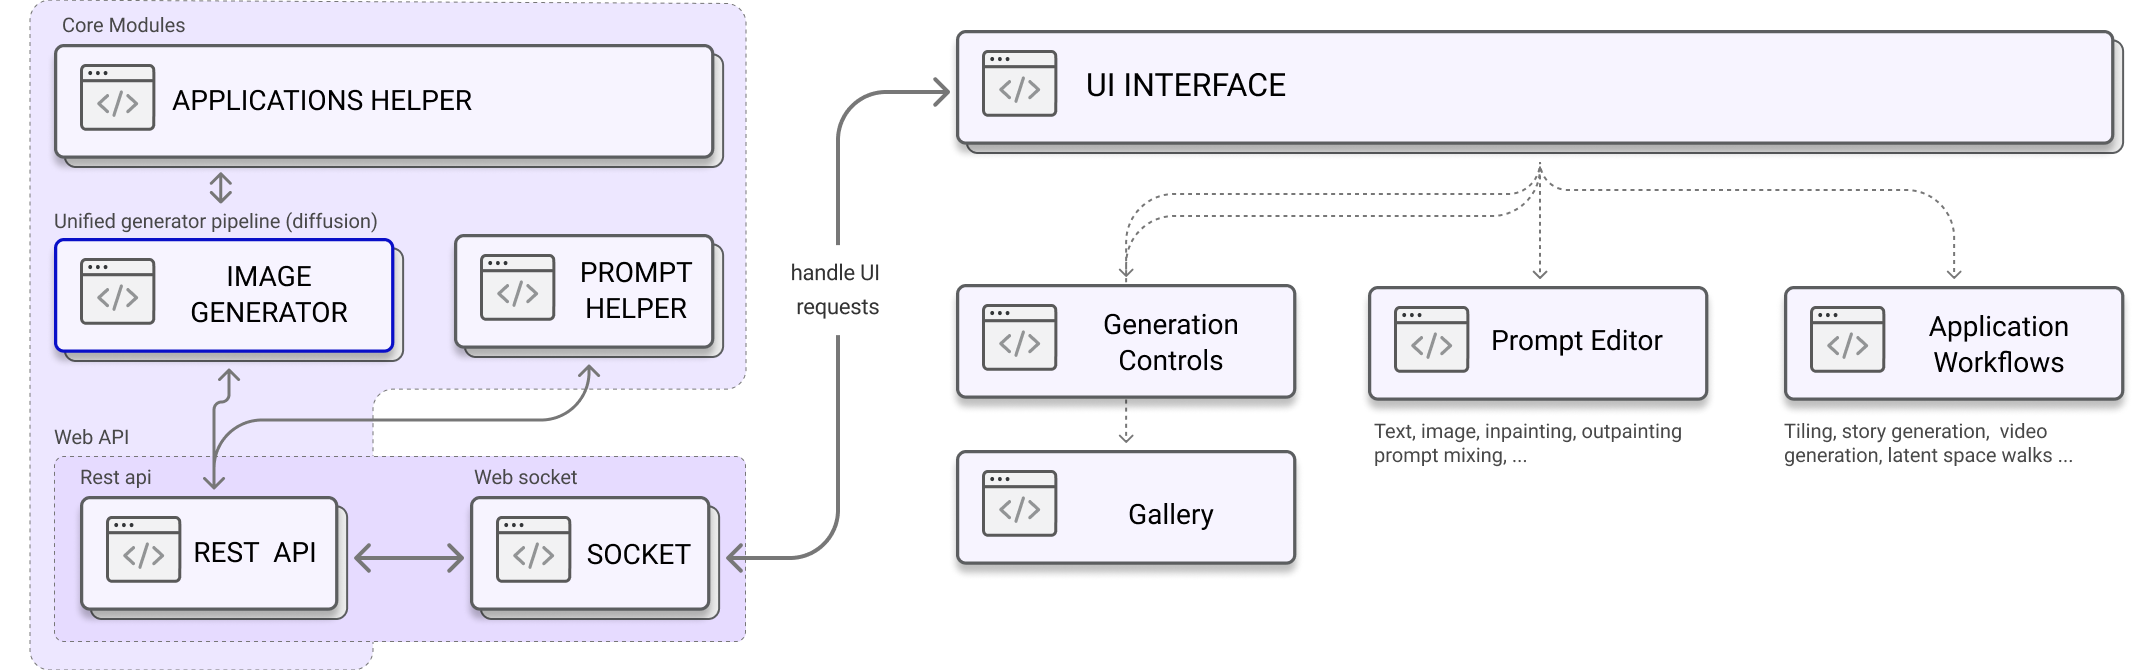 Core Modules
APPLICATIONS HELPER
Unified generator pipeline (diffusion)
IMAGE
GENERATOR
PROMPT
HELPER
Web API
Rest api
REST API
Web socket
SOCKET
handle UI
requests
UI INTERFACE
Generation
Controls
Prompt Editor
Application
Workflows
Text, image, inpainting, outpainting
prompt mixing, ...
Tiling, story generation, video
generation, latent space walks ...
Gallery